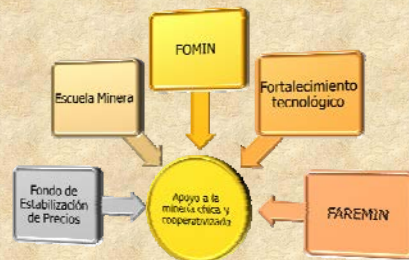 FOMIN
Escuela Minera
Fortalecimiento
tecnológico
Fondo de
Estabilización
de Precios
Apoyo a la
minería chica y
cooperativizada
FAREMIN